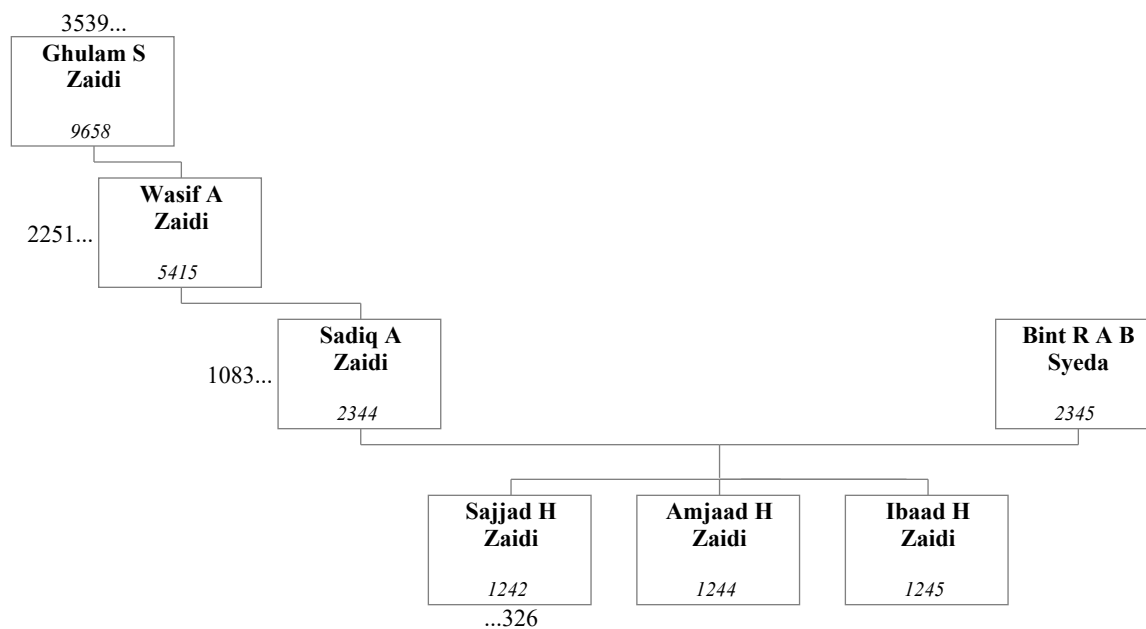 3539...
Ghulam S
Zaidi
9658
Wasif A
Zaidi
2251...
5415
Sadiq A
Zaidi
1083...
2344
Bint R A B
Syeda
2345
Sajjad H
Zaidi
1242
...326
Amjaad H
Zaidi
1244
Ibaad H
Zaidi
1245